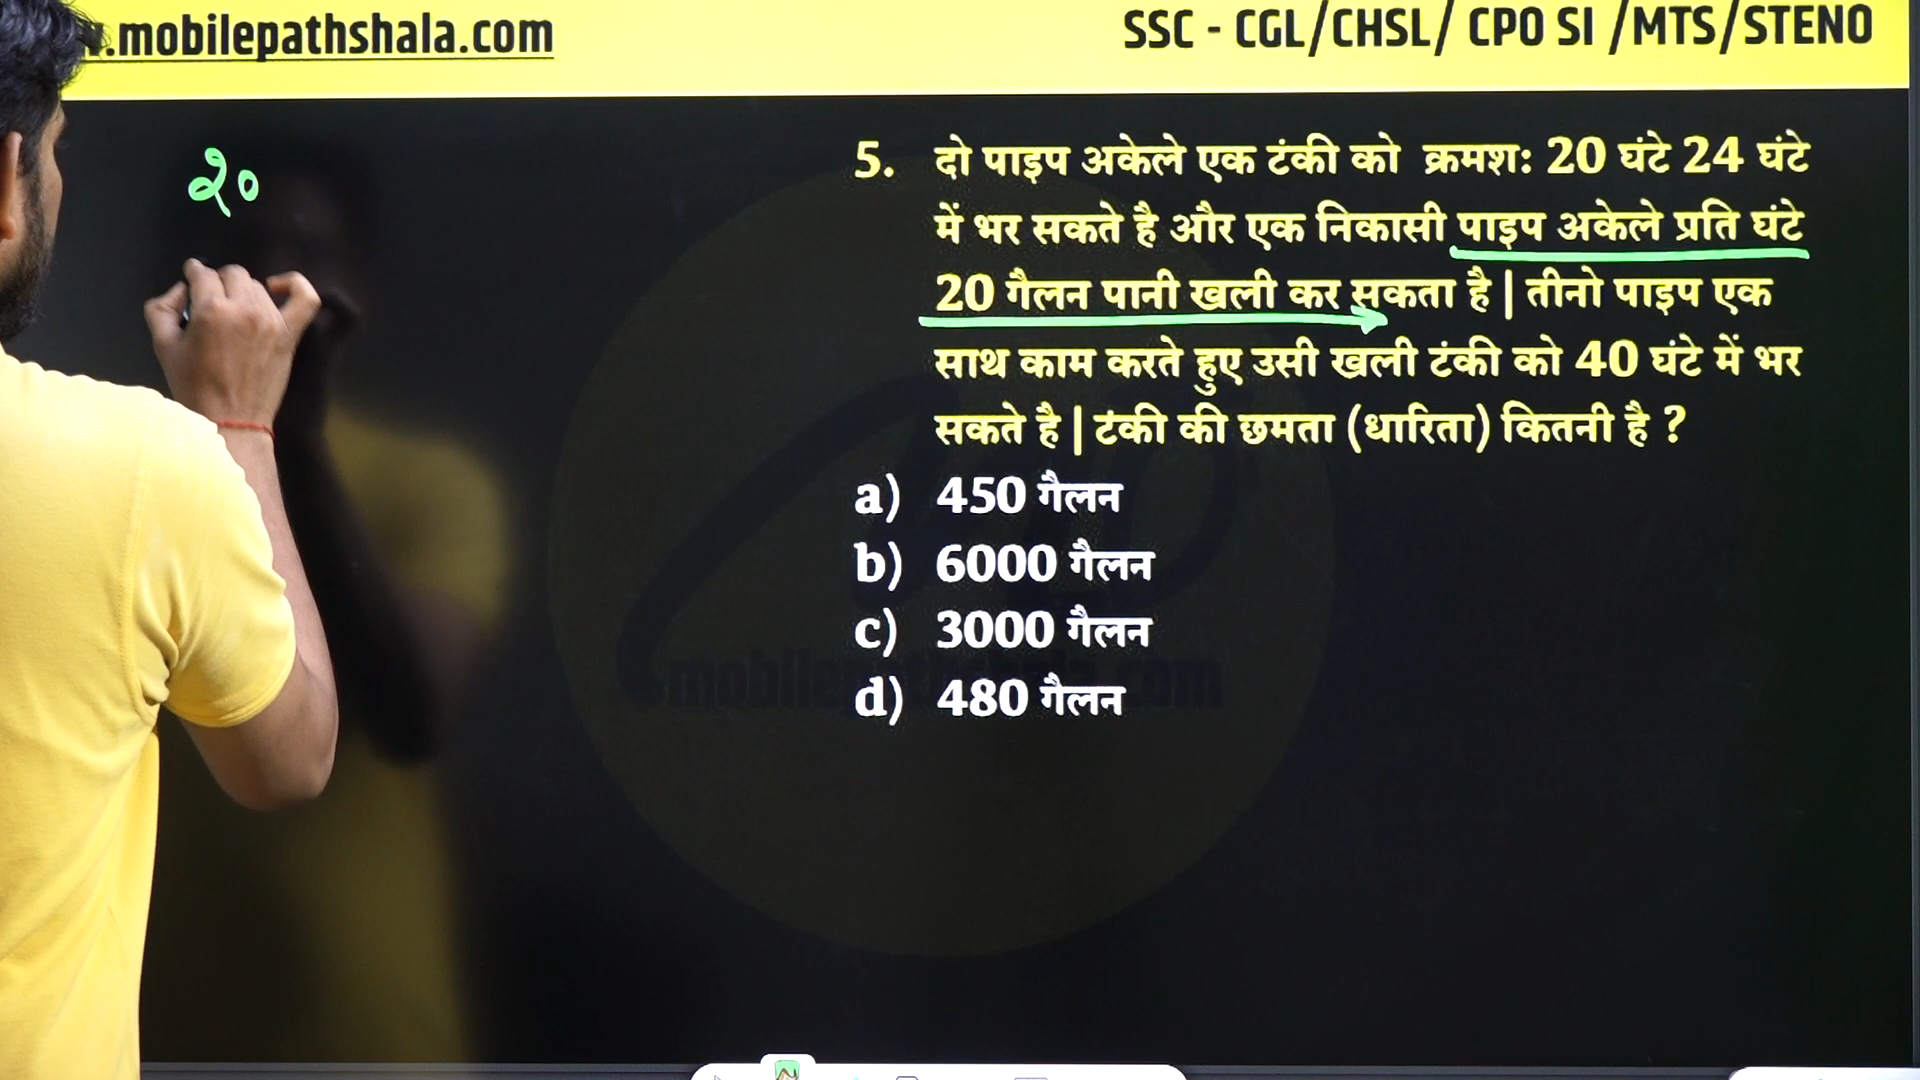 .mobilepathshala.com
SSC - CGL/CHSL/ CPO SI /MTS/STENO
२०
5. दो पाइप अकेले एक टंकी को क्रमश: 20 घंटे 24 घंटे
में भर सकते है और एक निकासी पाइप अकेले प्रति घंटे
20 गैलन पानी खली कर सकता है | तीनो पाइप एक
साथ काम करते हुए उसी खली टंकी को 40 घंटे में भर
सकते है | टंकी की छमता (धारिता) कितनी है ?
a) 450 गैलन
b) 6000 गैलन
c) 3000 गैलन
d) 480 गैलन
mobilepathshala.com